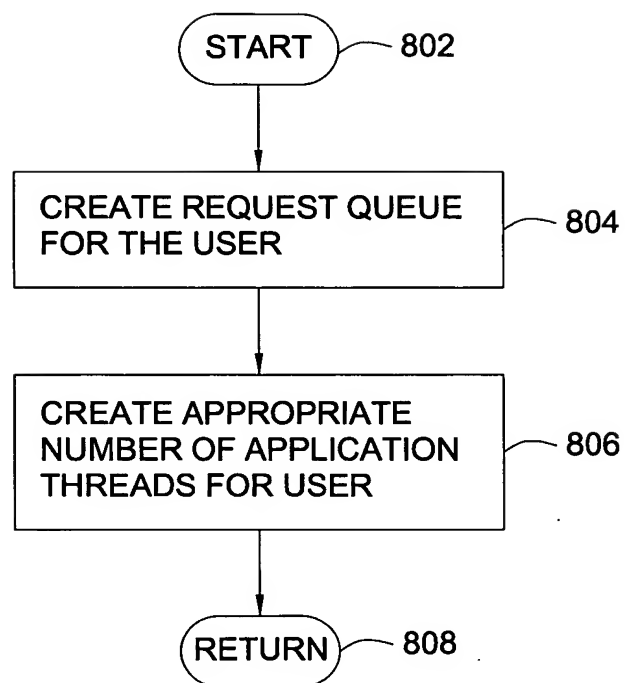 START
802
CREATE REQUEST QUEUE
FOR THE USER
804
CREATE APPROPRIATE
NUMBER OF APPLICATION
THREADS FOR USER
806
RETURN
808